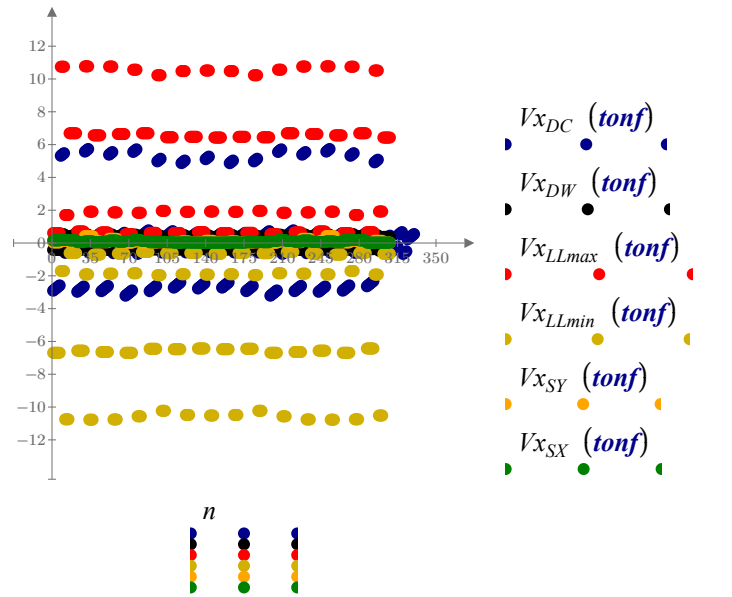 12
10
8
6
4
2
0
0 35 70 105 140 175 210 245 280 315 350
−2
−4
−6
−8
−10
−12
Vx_DC (tonf)
Vx_DW (tonf)
Vx_LLmax (tonf)
Vx_LLmin (tonf)
Vx_SY (tonf)
Vx_SX (tonf)
n